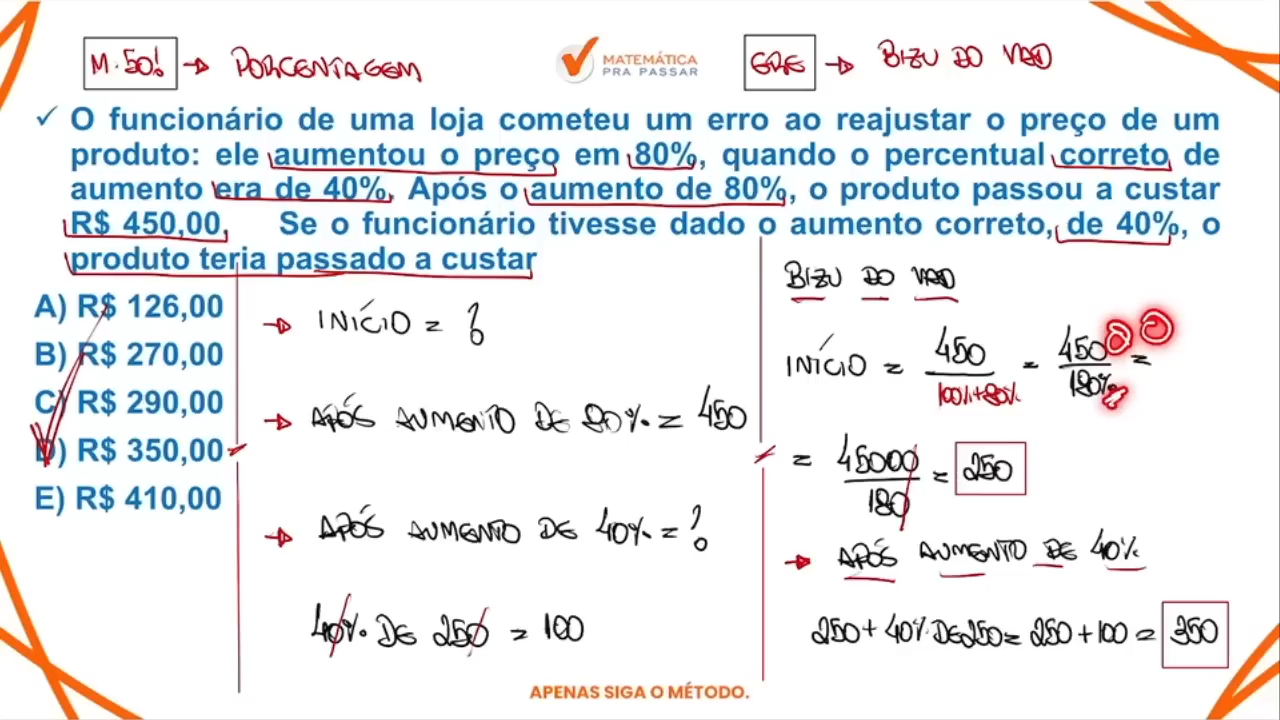 M.50! → PORCENTAGEM
MATEMÁTICA
PRA PASSAR
→ BIZU DO
✓ O funcionário de uma loja cometeu um erro ao reajustar o preço de um
produto: ele aumentou o preço em 80%, quando o percentual correto de
aumento era de 40%. Após o aumento de 80%, o produto passou a custar
R$ 450,00. Se o funcionário tivesse dado o aumento correto, de 40%, o
produto teria passado a custar
A) R$ 126,00
B) R$ 270,00
C) R$ 290,00
D) R$ 350,00
E) R$ 410,00
→ INÍCIO = ?
→ APÓS AUMENTO DE 80% = 450
→ APÓS AUMENTO DE 40% = ?
40% DE 250 = 100
BIZU DO
INÍCIO = 450 = 450 =
100%+80% 180%
= 45000 = 250
180
→ APÓS AUMENTO DE 40%
250 + 40% DE 250 = 250 + 100 = 350
APENAS SIGA O MÉTODO.